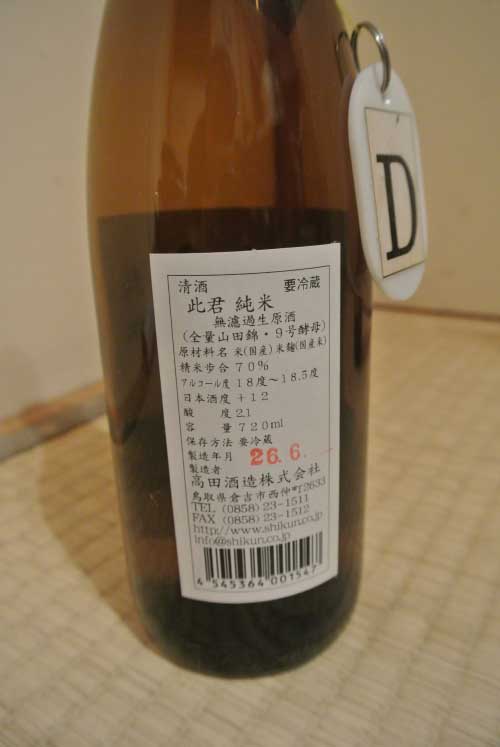 清酒 要冷蔵
此君 純米
無濾過生原酒
(全量山田錦・9号酵母)
原材料名 米(国産) 米麹(国産米)
精米歩合 70%
アルコール度 18度〜18.5度
日本酒度 +12
酸度 2.1
容量 720ml
保存方法 要冷蔵
製造年月 26.6.
製造者
高田酒造株式会社
鳥取県倉吉市西仲町2633
TEL (0858) 23-1511
FAX (0858) 23-1512
http://www.shikun.co.jp
info@shikun.co.jp
4 545364 001547
D